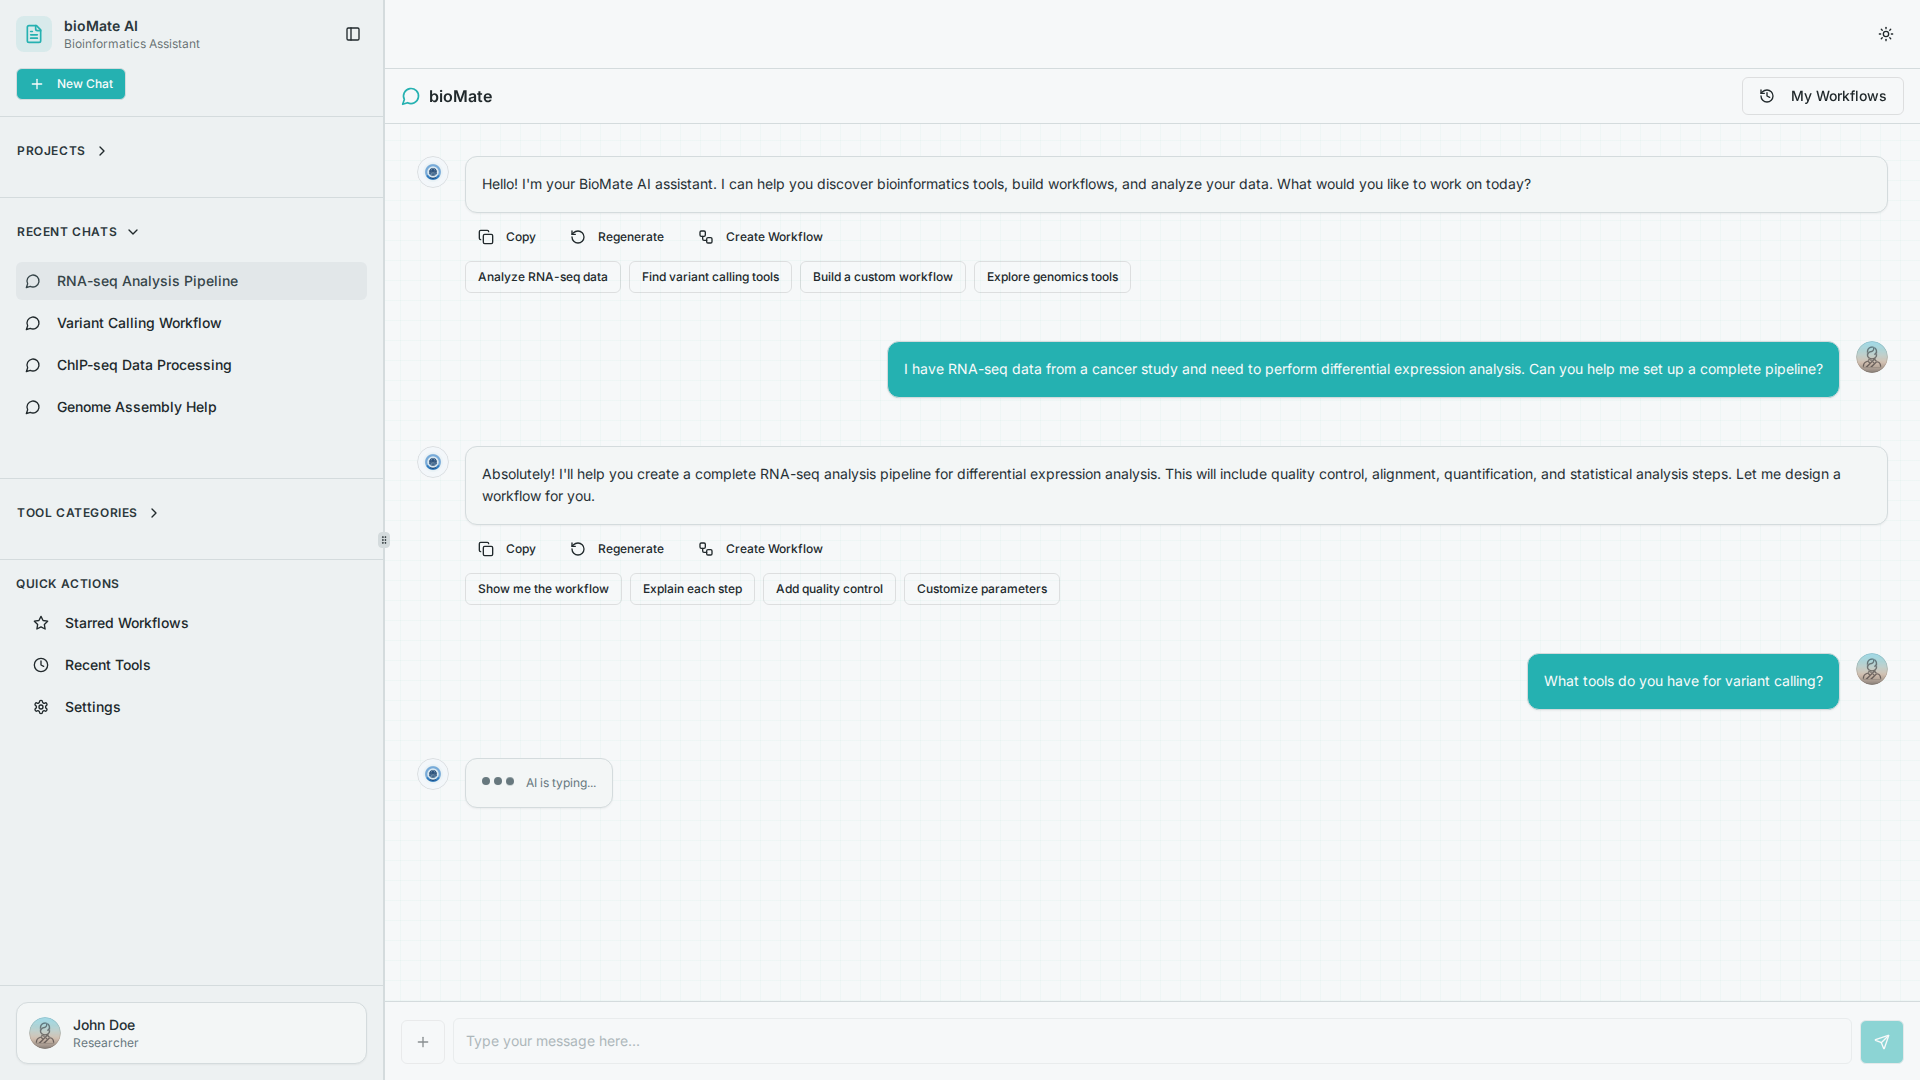 bioMate AI
Bioinformatics Assistant
New Chat
PROJECTS
RECENT CHATS
RNA-seq Analysis Pipeline
Variant Calling Workflow
ChIP-seq Data Processing
Genome Assembly Help
TOOL CATEGORIES
QUICK ACTIONS
Starred Workflows
Recent Tools
Settings
John Doe
Researcher
bioMate
My Workflows
Hello! I'm your BioMate AI assistant. I can help you discover bioinformatics tools, build workflows, and analyze your data. What would you like to work on today?
Copy Regenerate Create Workflow
Analyze RNA-seq data Find variant calling tools Build a custom workflow Explore genomics tools
I have RNA-seq data from a cancer study and need to perform differential expression analysis. Can you help me set up a complete pipeline?
Absolutely! I'll help you create a complete RNA-seq analysis pipeline for differential expression analysis. This will include quality control, alignment, quantification, and statistical analysis steps. Let me design a
workflow for you.
Copy Regenerate Create Workflow
Show me the workflow Explain each step Add quality control Customize parameters
What tools do you have for variant calling?
AI is typing...
Type your message here...